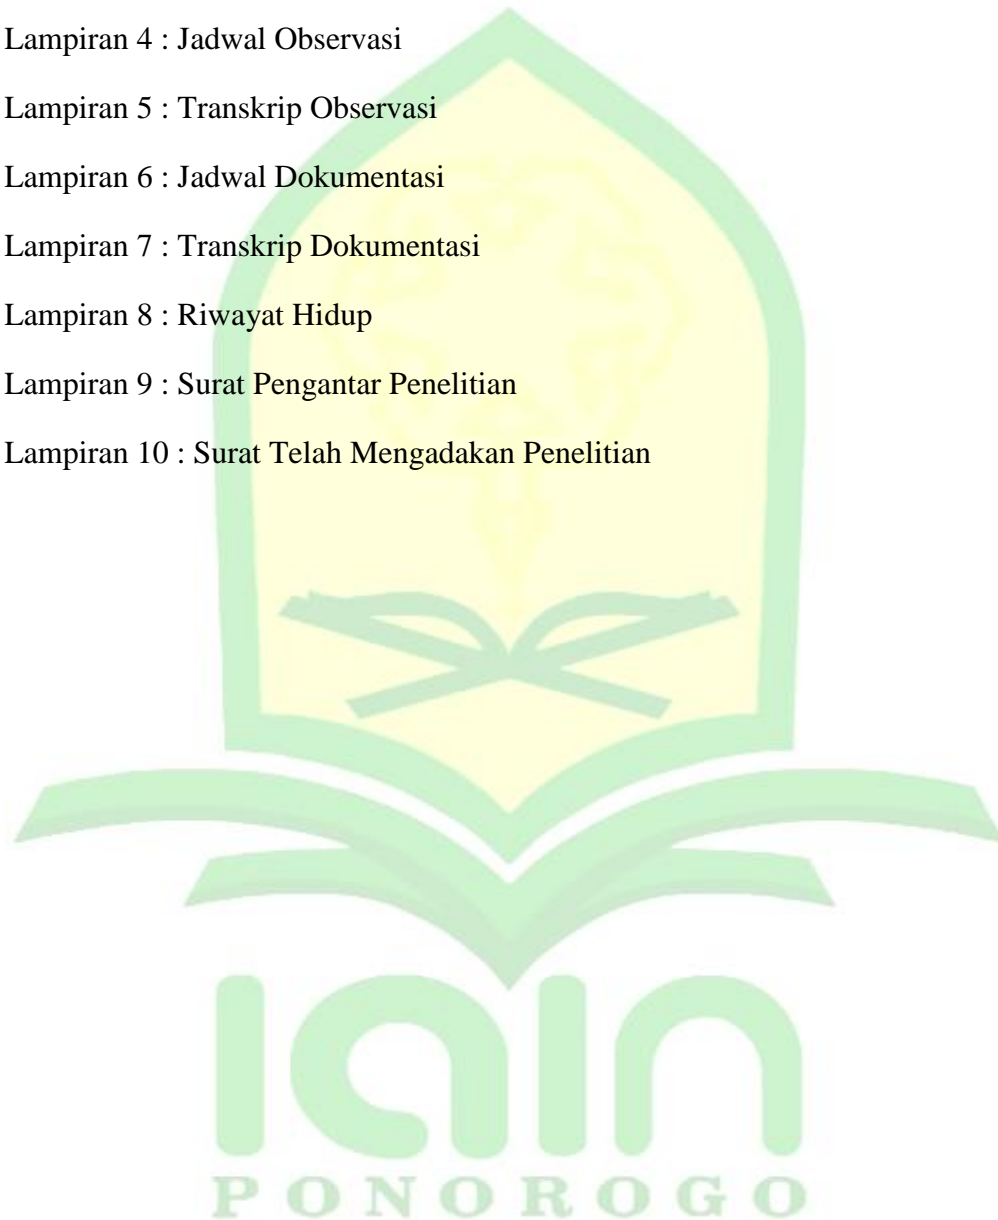 Lampiran 4 : Jadwal Observasi
Lampiran 5 : Transkrip Observasi
Lampiran 6 : Jadwal Dokumentasi
Lampiran 7 : Transkrip Dokumentasi
Lampiran 8 : Riwayat Hidup
Lampiran 9 : Surat Pengantar Penelitian
Lampiran 10 : Surat Telah Mengadakan Penelitian
iain
PONOROGO